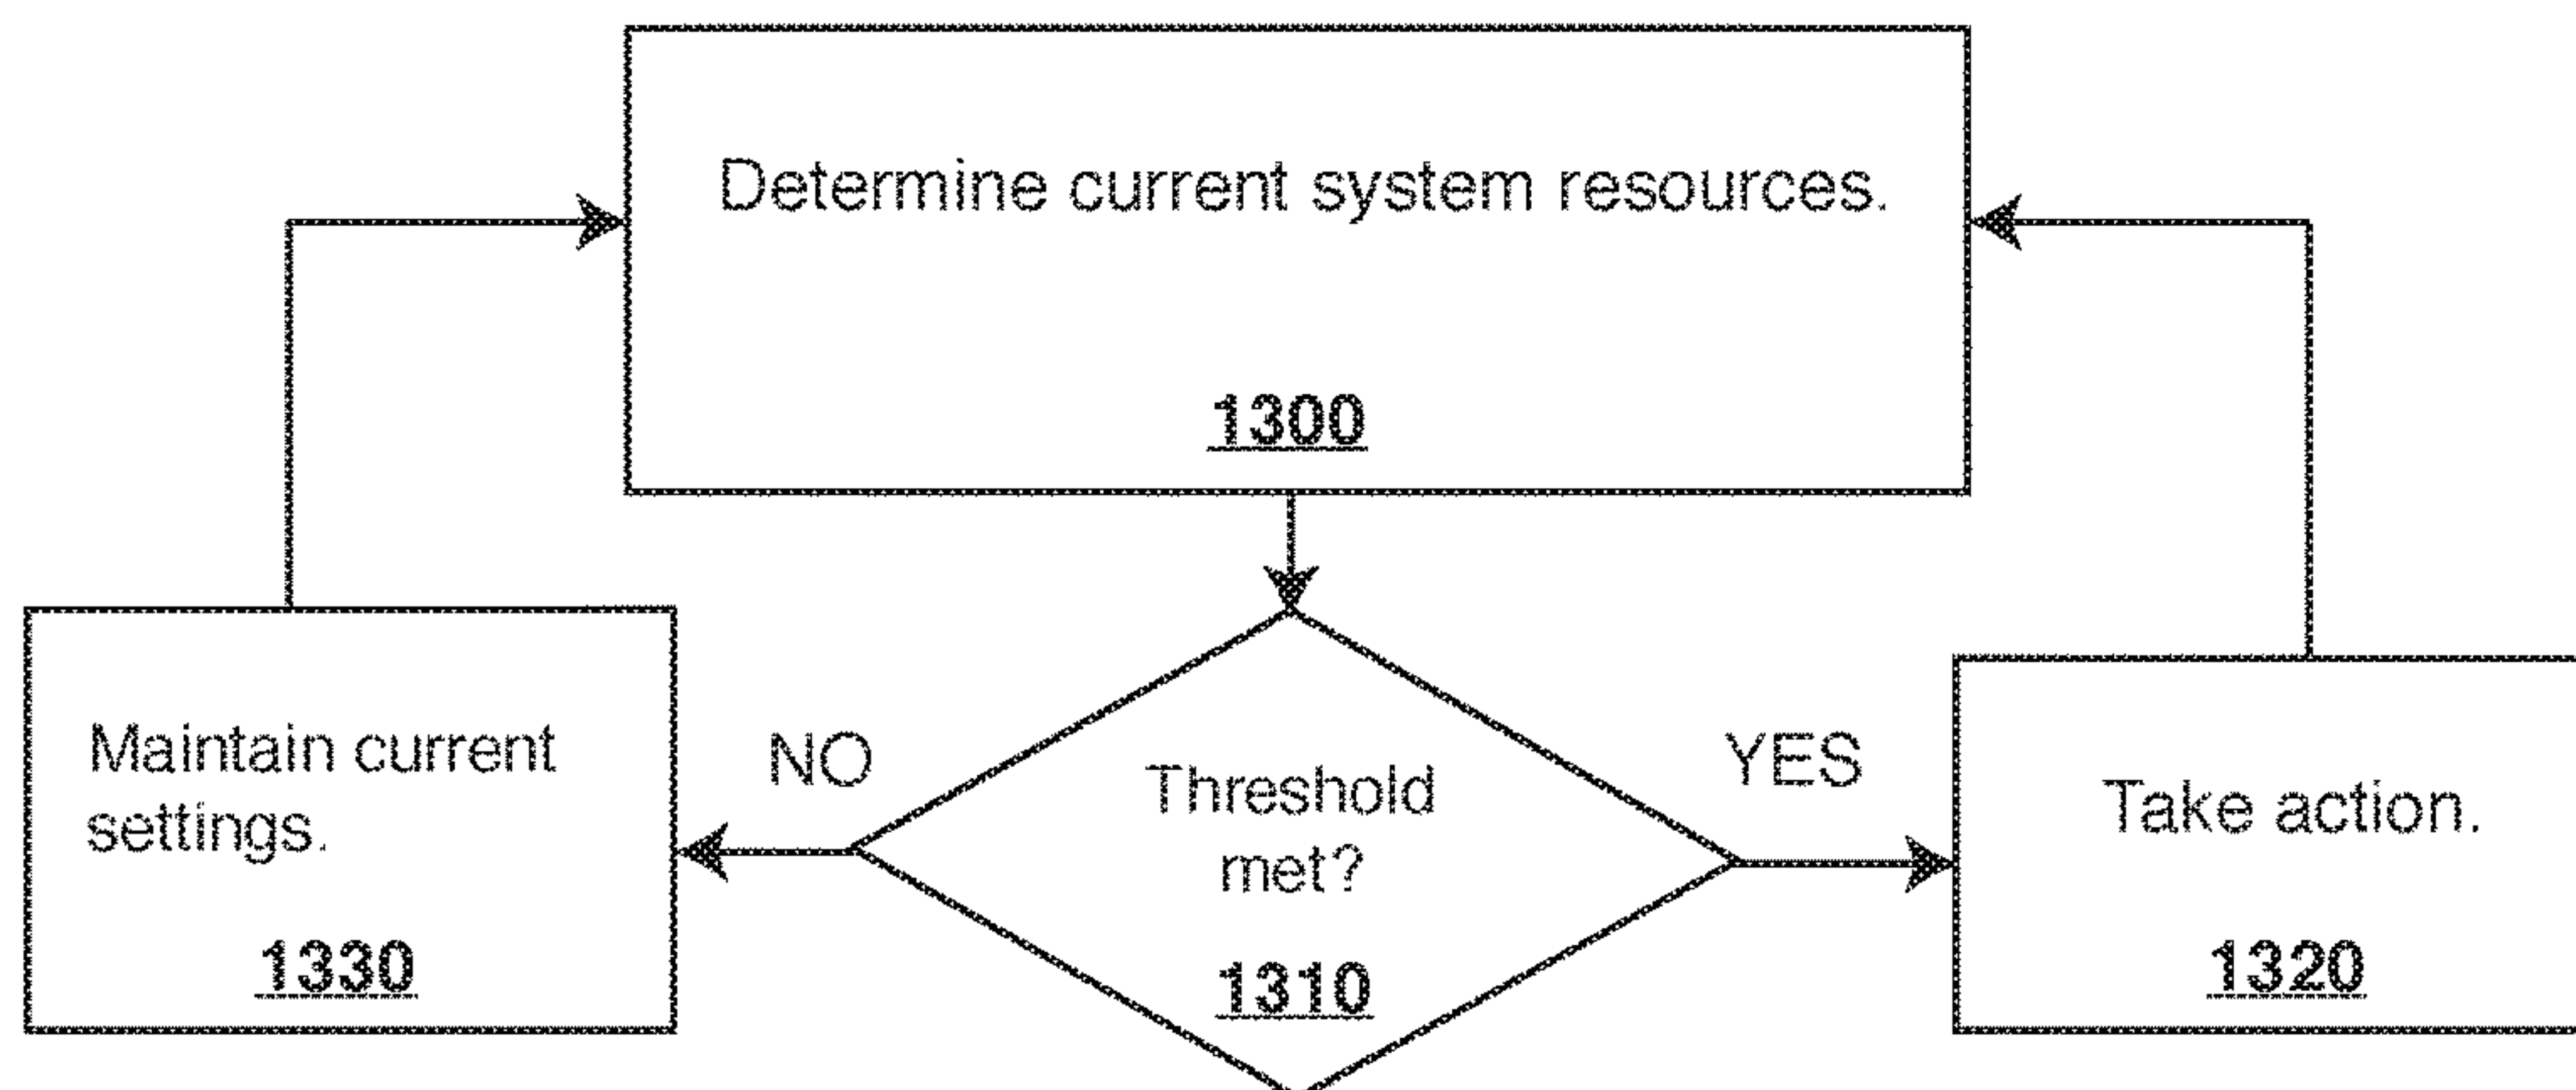 Determine current system resources.
1300
Maintain current
settings.
1330
NO
Threshold
met?
1310
YES
Take action.
1320